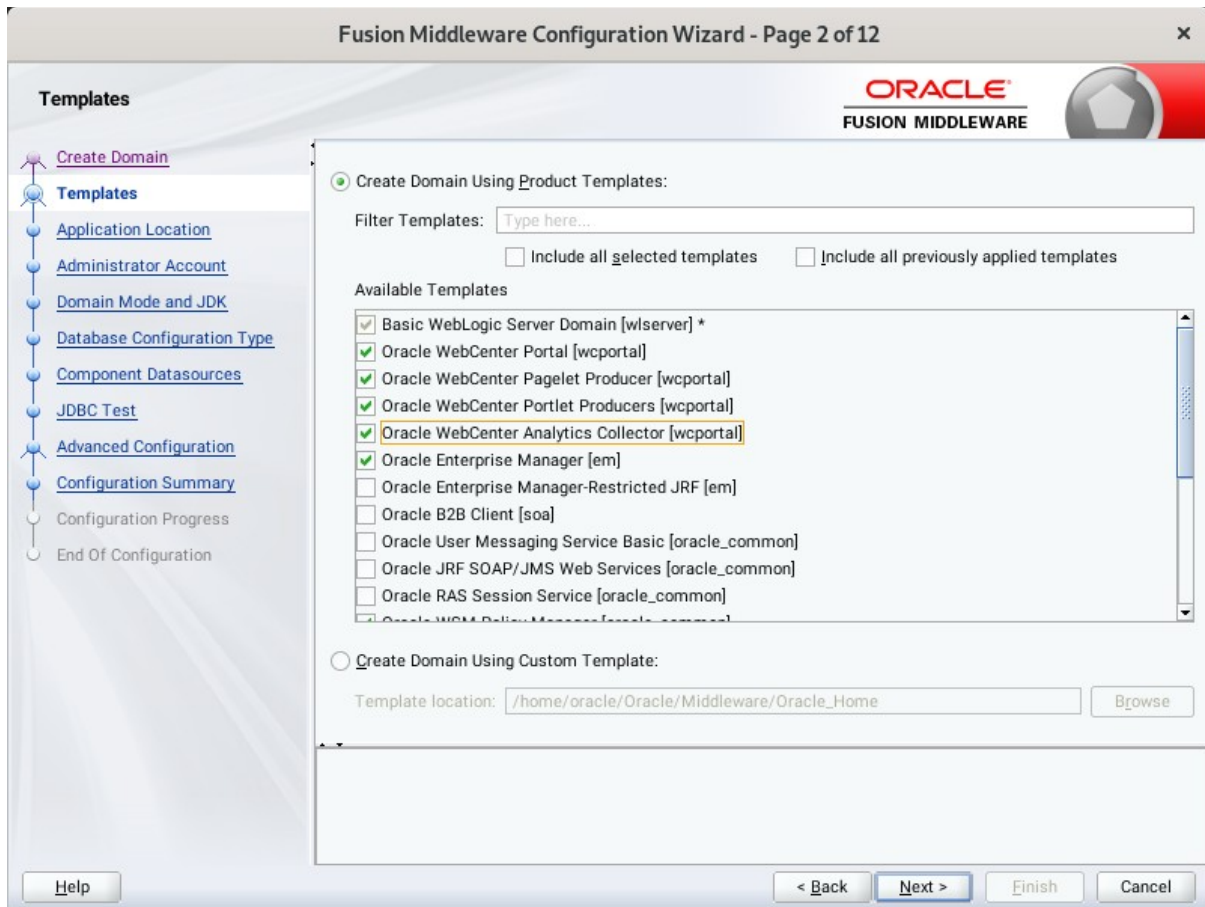 Fusion Middleware Configuration Wizard - Page 2 of 12
Templates
ORACLE
FUSION MIDDLEWARE
Create Domain
Templates
Application Location
Administrator Account
Domain Mode and JDK
Database Configuration Type
Component Datasources
JDBC Test
Advanced Configuration
Configuration Summary
Configuration Progress
End Of Configuration
Create Domain Using Product Templates:
Filter Templates: Type here...
Include all selected templates Include all previously applied templates
Available Templates
Basic WebLogic Server Domain [wlserver] *
Oracle WebCenter Portal [wcportal]
Oracle WebCenter Pagelet Producer [wcportal]
Oracle WebCenter Portlet Producers [wcportal]
Oracle WebCenter Analytics Collector [wcportal]
Oracle Enterprise Manager [em]
Oracle Enterprise Manager-Restricted JRF [em]
Oracle B2B Client [soa]
Oracle User Messaging Service Basic [oracle_common]
Oracle JRF SOAP/JMS Web Services [oracle_common]
Oracle RAS Session Service [oracle_common]
Oracle WSM Policy Manager [oracle_common]
Create Domain Using Custom Template:
Template location: /home/oracle/Oracle/Middleware/Oracle_Home Browse
Help < Back Next > Finish Cancel